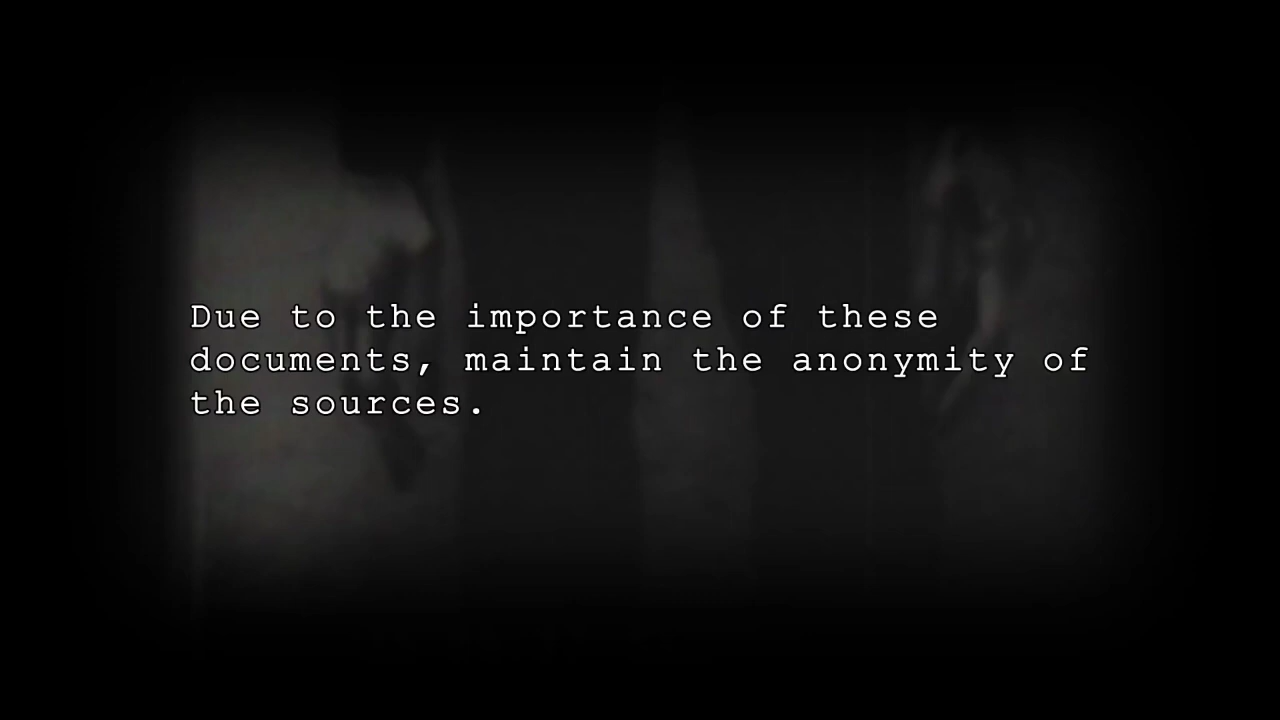 Due to the importance of these
documents, maintain the anonymity of
the sources.